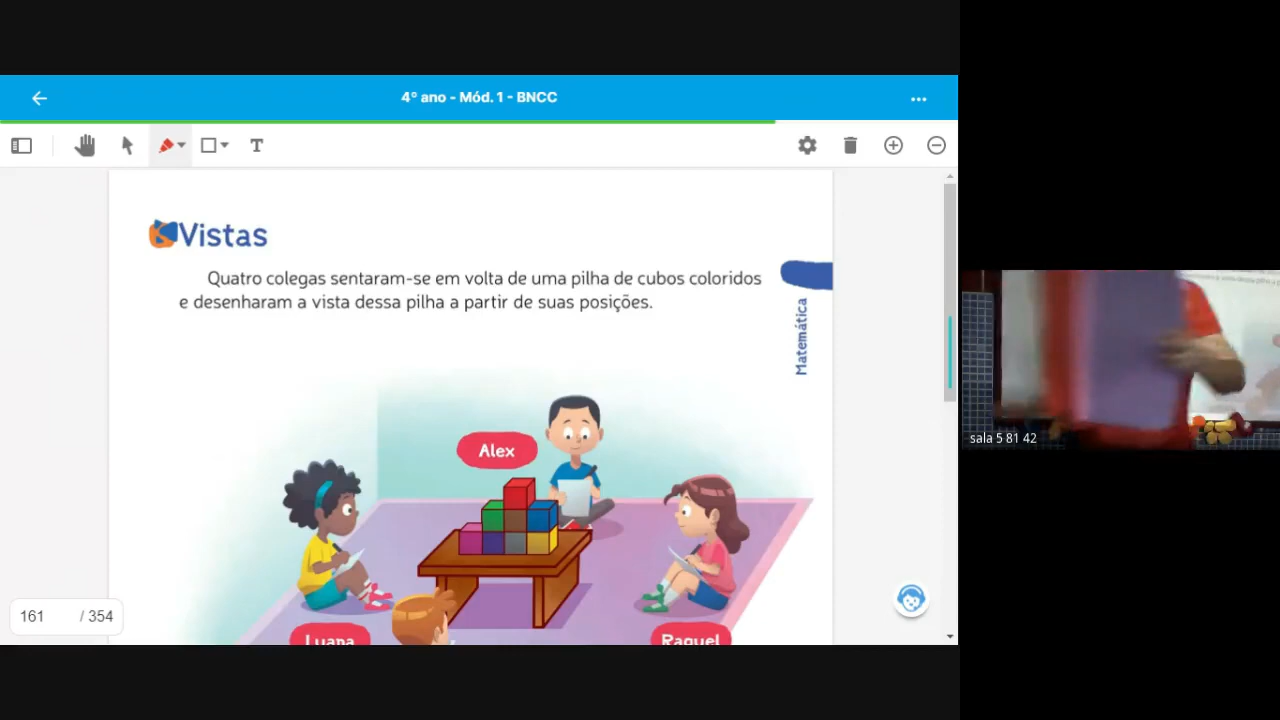 4º ano - Mód. 1 - BNCC
T
Vistas
Quatro colegas sentaram-se em volta de uma pilha de cubos coloridos
e desenharam a vista dessa pilha a partir de suas posições.
Matemática
Alex
Luana
Raquel
161 / 354
sala 5 81 42